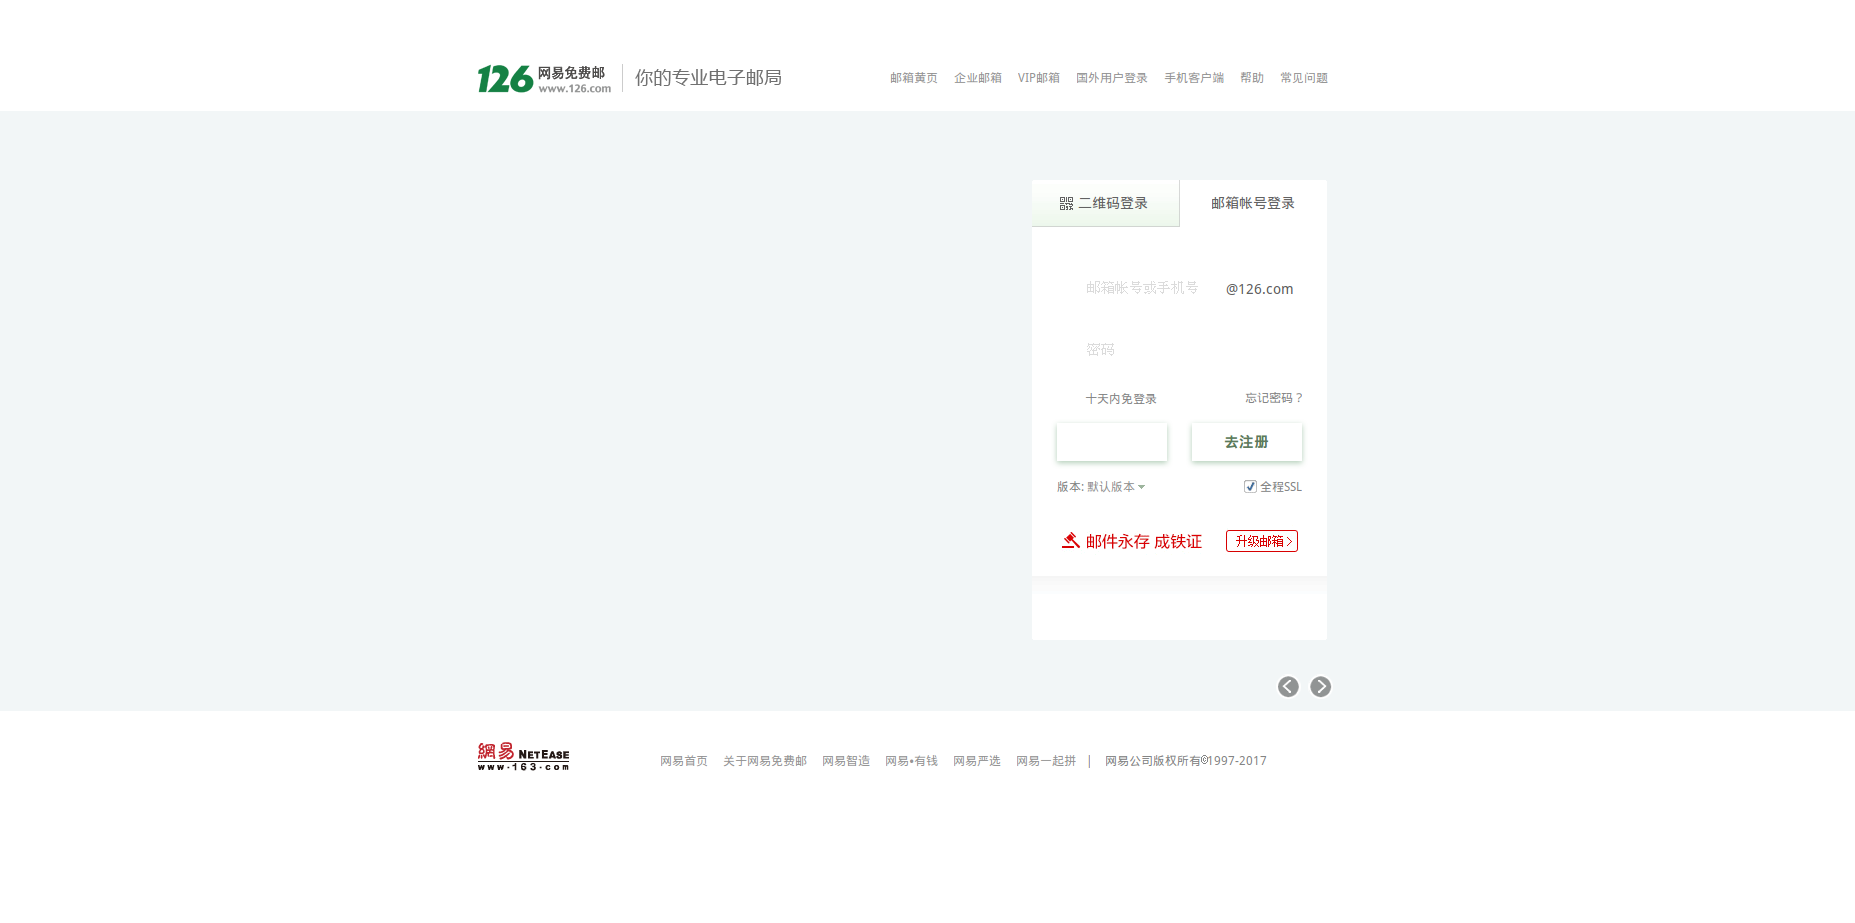 126 网易免费邮 www.126.com 你的专业电子邮局
邮箱黄页 企业邮箱 VIP邮箱 国外用户登录 手机客户端 帮助 常见问题
二维码登录 邮箱帐号登录
邮箱帐号或手机号 @126.com
密码
十天内免登录 忘记密码？
去注册
版本: 默认版本 全程SSL
邮件永存 成铁证 升级邮箱
網易 NETEASE
www.163.com
网易首页 关于网易免费邮 网易智造 网易•有钱 网易严选 网易一起拼 | 网易公司版权所有©1997-2017